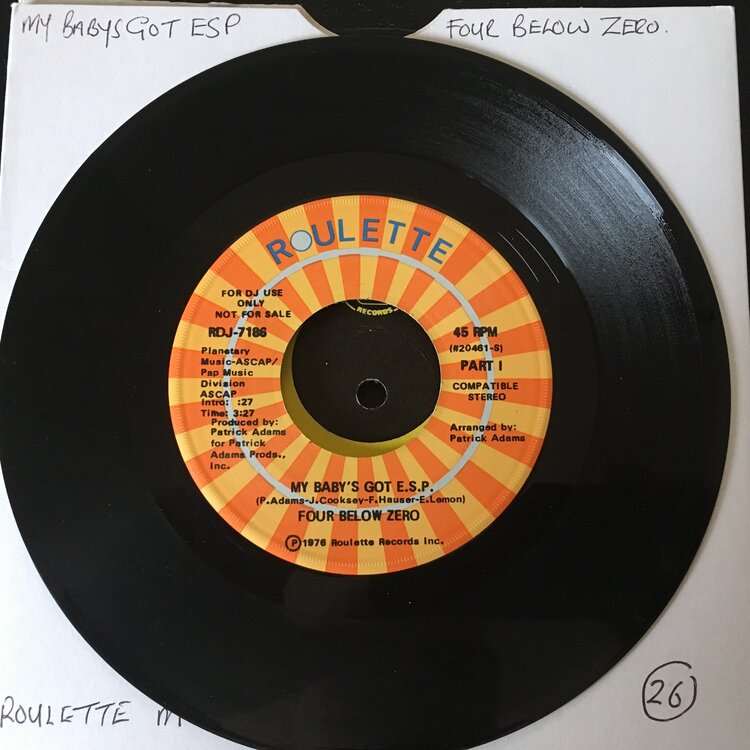 MY BABYS GOT ESP
FOUR BELOW ZERO.
ROULETTE
FOR DJ USE
ONLY
NOT FOR SALE
RDJ-7186
Planetary
Music-ASCAP/
Pap Music
Division
ASCAP
Intro: :27
Time: 3:27
Produced by:
Patrick Adams
for Patrick
Adams Prods.,
Inc.
RECORDS
45 RPM
(#20461-S)
PART I
COMPATIBLE
STEREO
Arranged by:
Patrick Adams
MY BABY'S GOT E.S.P.
(P.Adams-J.Cooksey-F.Hauser-E.Lemon)
FOUR BELOW ZERO
Ⓟ1976 Roulette Records Inc.
ROULETTE
26